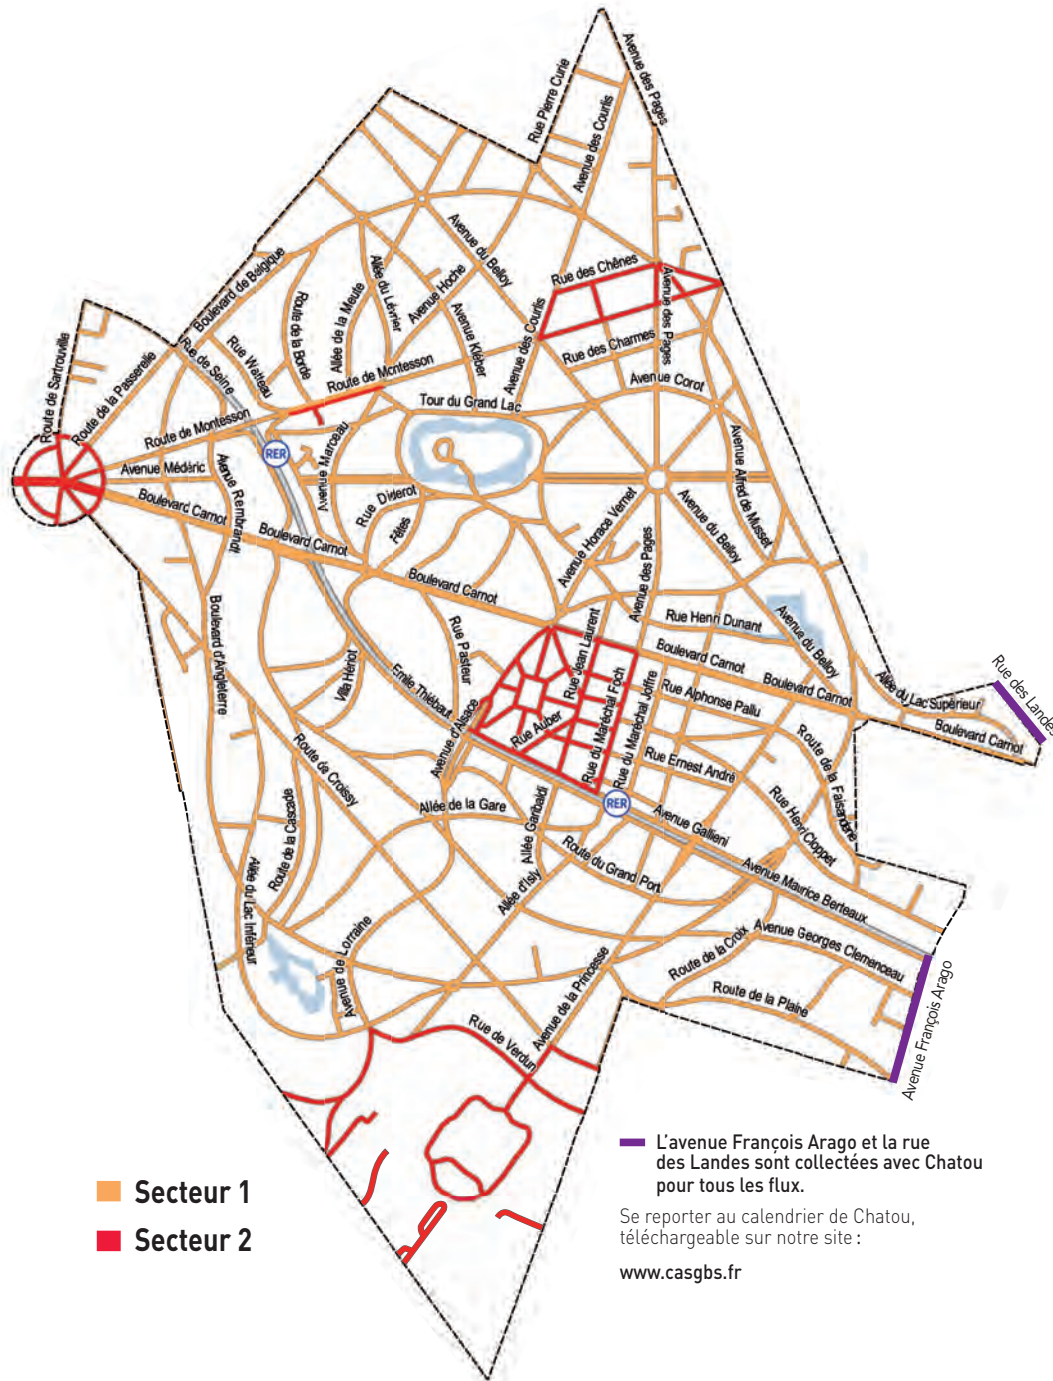 Avenue des Pages
Rue Pierre Curie
Avenue des Courlis
Avenue du Belloy
Rue des Chênes
Boulevard de Belgique
Allée du Lévrier
Avenue Hoche
Allée de la Meute
Route de la Borde
Avenue Kléber
Avenue des Courlis
Avenue des Pages
Rue des Charmes
Avenue Corot
Route de Sartrouville
Route de la Passerelle
Rue de Seine
Rue Watteau
Route de Montesson
Tour du Grand Lac
Route de Montesson
RER
Avenue Marceau
Avenue Médéric
Avenue Rembrandt
Boulevard Carnot
Boulevard Carnot
Rue Diderot
Fêtes
Avenue Horace Vernet
Avenue du Belloy
Avenue Alfred de Musset
Avenue des Pages
Boulevard Carnot
Rue Henri Dunant
Avenue du Belloy
Boulevard d'Angleterre
Villa Hériot
Rue Pasteur
Emile Thiébaut
Avenue d'Alsace
Rue Jean Laurent
Rue Auber
Rue du Maréchal Foch
Rue du Maréchal Joffre
Boulevard Carnot
Boulevard Carnot
Rue Alphonse Pallu
Allée du Lac Supérieur
Boulevard Carnot
Rue des Landes
Route de Croissy
Route de la Cascade
Allée de la Gare
Allée Garibaldi
RER
Rue Ernest André
Avenue Gallieni
Route de la Faisanderie
Rue Henri Cloppet
Route du Grand Port
Avenue Maurice Berteaux
Allée d'Isly
Allée du Lac Inférieur
Avenue de Lorraine
Avenue de la Princesse
Route de la Croix
Avenue Georges Clemenceau
Route de la Plaine
Avenue François Arago
Rue de Verdun
L'avenue François Arago et la rue
des Landes sont collectées avec Chatou
pour tous les flux.
Se reporter au calendrier de Chatou,
téléchargeable sur notre site :
www.casgbs.fr
Secteur 1
Secteur 2